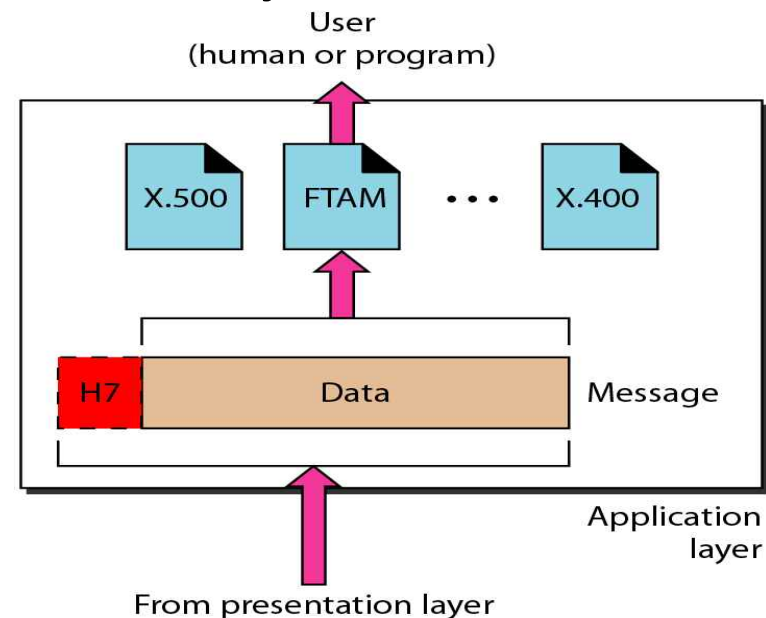 User
(human or program)
X.500 FTAM ... X.400
H7 Data Message
Application
layer
From presentation layer